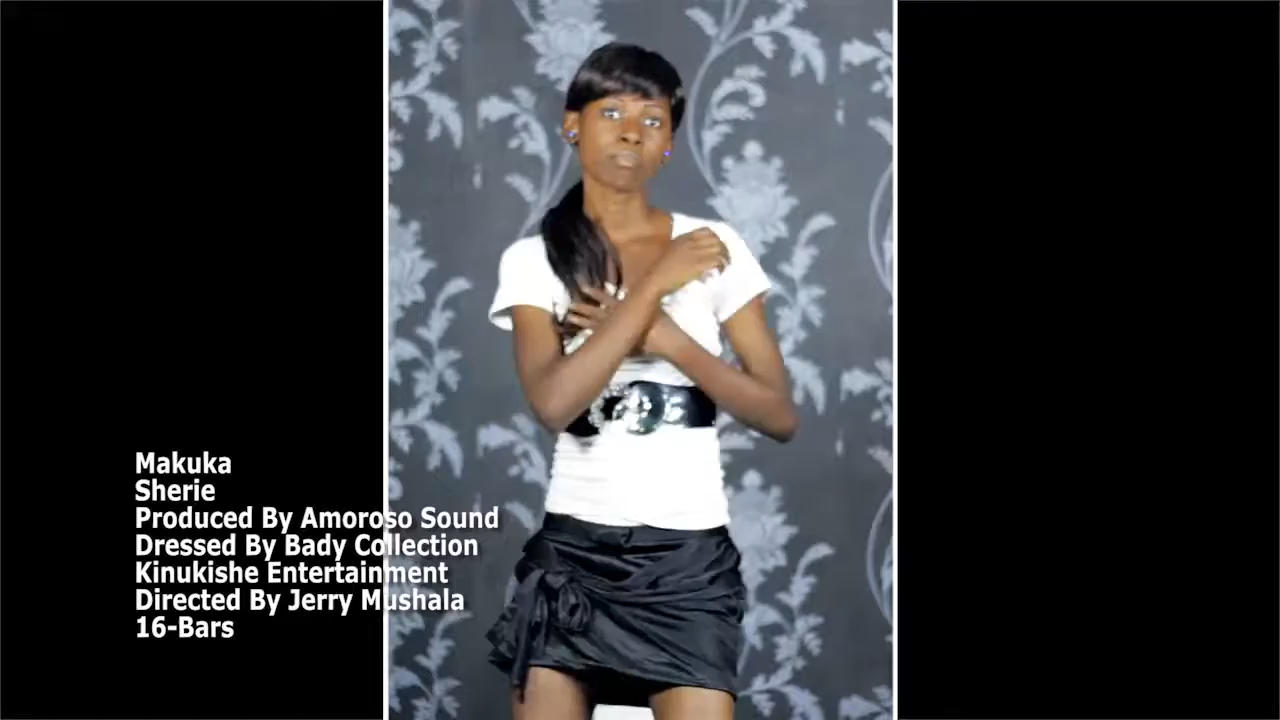 Makuka
Sherie
Produced By Amoroso Sound
Dressed By Bady Collection
Kinukishe Entertainment
Directed By Jerry Mushala
16-Bars